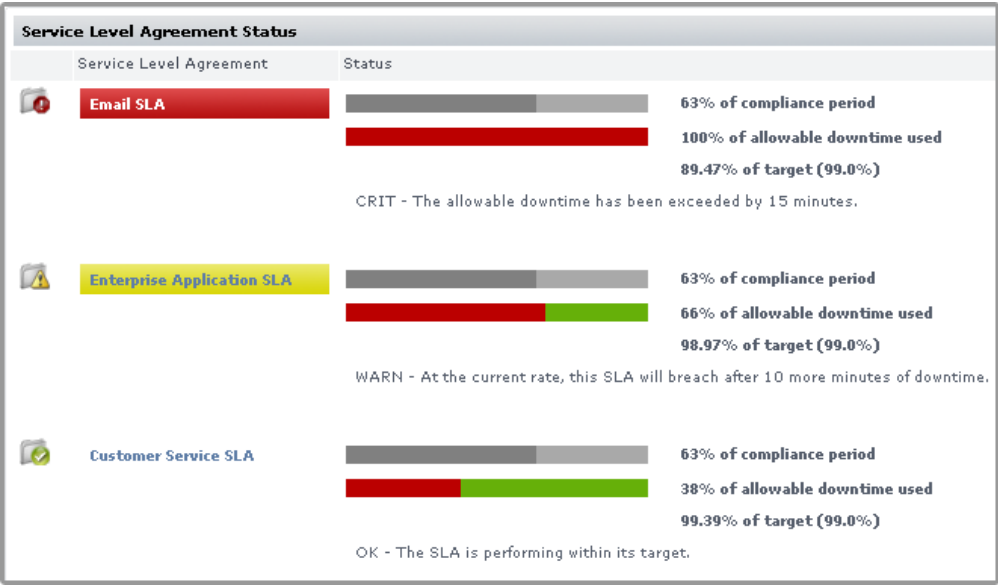 Service Level Agreement Status
Service Level Agreement Status
Email SLA
63% of compliance period
100% of allowable downtime used
89.47% of target (99.0%)
CRIT - The allowable downtime has been exceeded by 15 minutes.
Enterprise Application SLA
63% of compliance period
66% of allowable downtime used
98.97% of target (99.0%)
WARN - At the current rate, this SLA will breach after 10 more minutes of downtime.
Customer Service SLA
63% of compliance period
38% of allowable downtime used
99.39% of target (99.0%)
OK - The SLA is performing within its target.